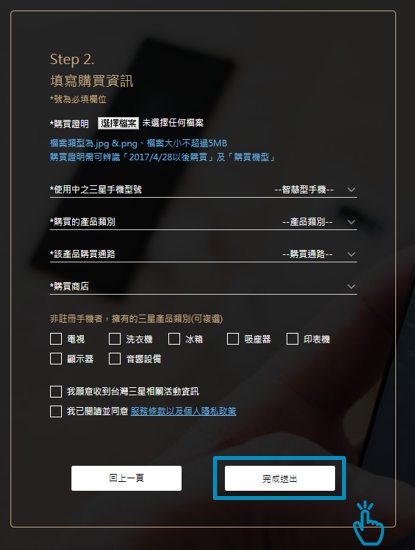 Step 2.
填寫購買資訊
*號為必填欄位
*購買證明 選擇檔案 未選擇任何檔案
檔案類型為.jpg &.png、檔案大小不超過5MB
購買證明需可辨識「2017/4/28以後購買」及「購買機型」
*使用中之三星手機型號 --智慧型手機--
*購買的產品類別 --產品類別--
*該產品購買通路 --購買通路--
*購買商店
非註冊手機者，擁有的三星產品類別(可複選)
電視 洗衣機 冰箱 吸塵器 印表機
顯示器 音響設備
我願意收到台灣三星相關活動資訊
我已閱讀並同意 服務條款以及個人隱私政策
回上一頁 完成送出